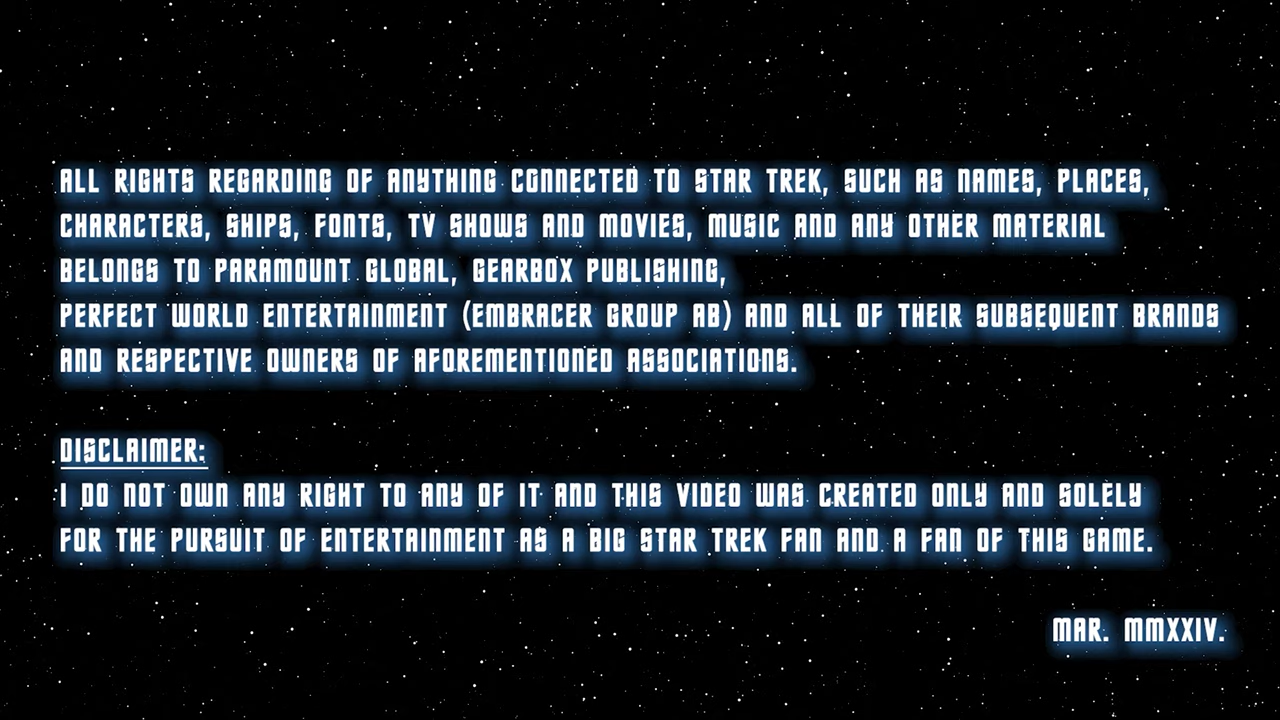 ALL RIGHTS REGARDING OF ANYTHING CONNECTED TO STAR TREK, SUCH AS NAMES, PLACES,
CHARACTERS, SHIPS, FONTS, TV SHOWS AND MOVIES, MUSIC AND ANY OTHER MATERIAL
BELONGS TO PARAMOUNT GLOBAL, GEARBOX PUBLISHING,
PERFECT WORLD ENTERTAINMENT (EMBRACER GROUP AB) AND ALL OF THEIR SUBSEQUENT BRANDS
AND RESPECTIVE OWNERS OF AFOREMENTIONED ASSOCIATIONS.
DISCLAIMER:
I DO NOT OWN ANY RIGHT TO ANY OF IT AND THIS VIDEO WAS CREATED ONLY AND SOLELY
FOR THE PURSUIT OF ENTERTAINMENT AS A BIG STAR TREK FAN AND A FAN OF THIS GAME.
MAR. MMXXIV.